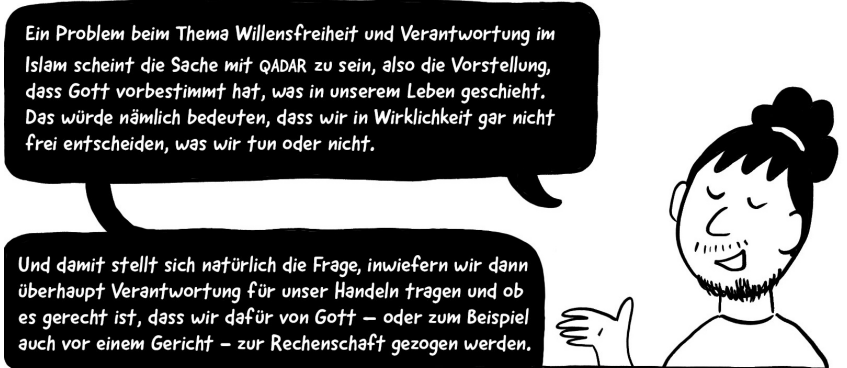 Ein Problem beim Thema Willensfreiheit und Verantwortung im
Islam scheint die Sache mit QADAR zu sein, also die Vorstellung,
dass Gott vorbestimmt hat, was in unserem Leben geschieht.
Das würde nämlich bedeuten, dass wir in Wirklichkeit gar nicht
frei entscheiden, was wir tun oder nicht.
Und damit stellt sich natürlich die Frage, inwiefern wir dann
überhaupt Verantwortung für unser Handeln tragen und ob
es gerecht ist, dass wir dafür von Gott – oder zum Beispiel
auch vor einem Gericht – zur Rechenschaft gezogen werden.